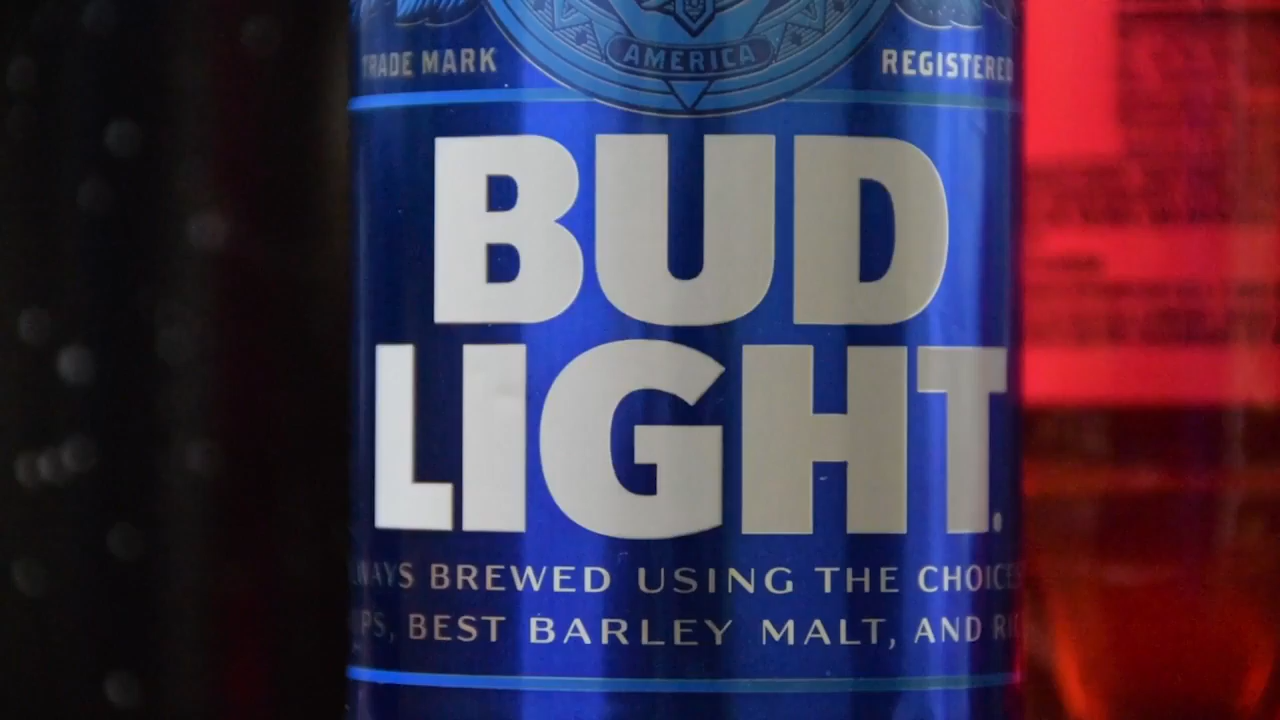 AMERICA
TRADE MARK REGISTERED
BUD
LIGHT.
BREWED USING THE
BEST BARLEY MALT, AND